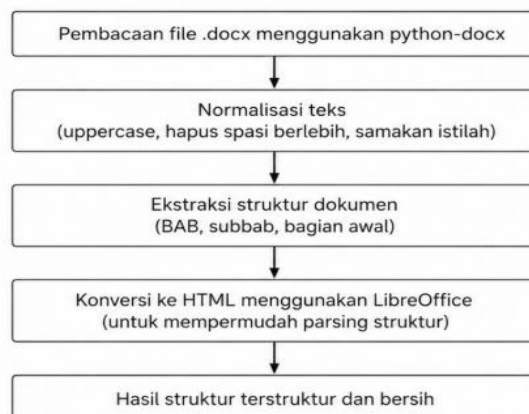 Pembacaan file .docx menggunakan python-docx
Normalisasi teks
(uppercase, hapus spasi berlebih, samakan istilah)
Ekstraksi struktur dokumen
(BAB, subbab, bagian awal)
Konversi ke HTML menggunakan LibreOffice
(untuk mempermudah parsing struktur)
Hasil struktur terstruktur dan bersih